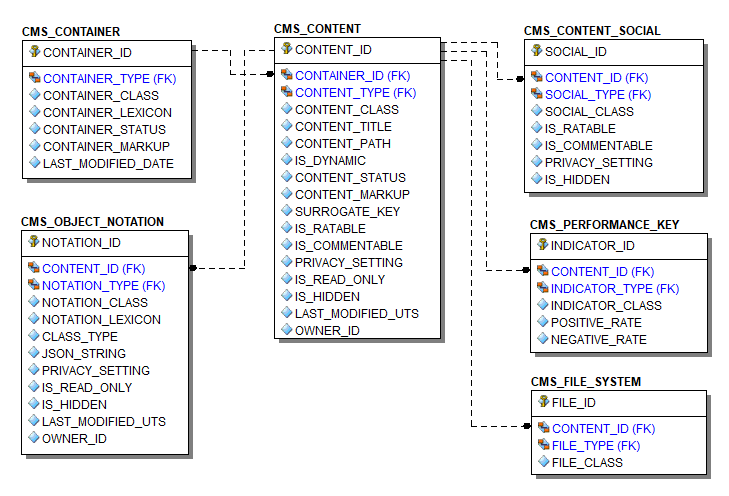 CMS_CONTAINER
CONTAINER_ID
CONTAINER_TYPE (FK)
CONTAINER_CLASS
CONTAINER_LEXICON
CONTAINER_STATUS
CONTAINER_MARKUP
LAST_MODIFIED_DATE
CMS_OBJECT_NOTATION
NOTATION_ID
CONTENT_ID (FK)
NOTATION_TYPE (FK)
NOTATION_CLASS
NOTATION_LEXICON
CLASS_TYPE
JSON_STRING
PRIVACY_SETTING
IS_READ_ONLY
IS_HIDDEN
LAST_MODIFIED_UTS
OWNER_ID
CMS_CONTENT
CONTENT_ID
CONTAINER_ID (FK)
CONTENT_TYPE (FK)
CONTENT_CLASS
CONTENT_TITLE
CONTENT_PATH
IS_DYNAMIC
CONTENT_STATUS
CONTENT_MARKUP
SURROGATE_KEY
IS_RATABLE
IS_COMMENTABLE
PRIVACY_SETTING
IS_READ_ONLY
IS_HIDDEN
LAST_MODIFIED_UTS
OWNER_ID
CMS_CONTENT_SOCIAL
SOCIAL_ID
CONTENT_ID (FK)
SOCIAL_TYPE (FK)
SOCIAL_CLASS
IS_RATABLE
IS_COMMENTABLE
PRIVACY_SETTING
IS_HIDDEN
CMS_PERFORMANCE_KEY
INDICATOR_ID
CONTENT_ID (FK)
INDICATOR_TYPE (FK)
INDICATOR_CLASS
POSITIVE_RATE
NEGATIVE_RATE
CMS_FILE_SYSTEM
FILE_ID
CONTENT_ID (FK)
FILE_TYPE (FK)
FILE_CLASS